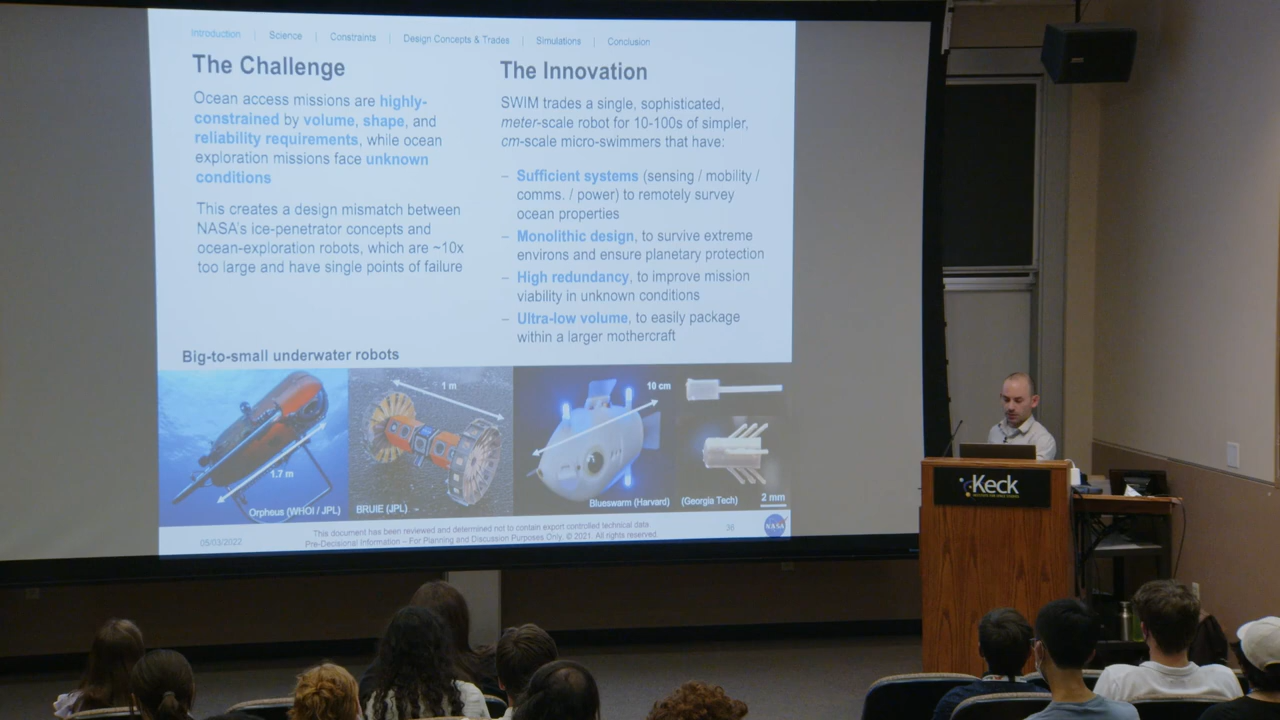 Introduction | Science | Constraints | Design Concepts & Trades | Simulations | Conclusion
The Challenge
Ocean access missions are highly-
constrained by volume, shape, and
reliability requirements, while ocean
exploration missions face unknown
conditions
This creates a design mismatch between
NASA's ice-penetrator concepts and
ocean-exploration robots, which are ~10x
too large and have single points of failure
The Innovation
SWIM trades a single, sophisticated,
meter-scale robot for 10-100s of simpler,
cm-scale micro-swimmers that have:
– Sufficient systems (sensing / mobility /
comms. / power) to remotely survey
ocean properties
– Monolithic design, to survive extreme
environs and ensure planetary protection
– High redundancy, to improve mission
viability in unknown conditions
– Ultra-low volume, to easily package
within a larger mothercraft
Big-to-small underwater robots
1.7 m
Orpheus (WHOI / JPL)
1 m
BRUIE (JPL)
10 cm
Blueswarm (Harvard)
(Georgia Tech)
2 mm
05/03/2022
This document has been reviewed and determined not to contain export controlled technical data.
Pre-Decisional Information – For Planning and Discussion Purposes Only, © 2021. All rights reserved.
36
NASA
Keck